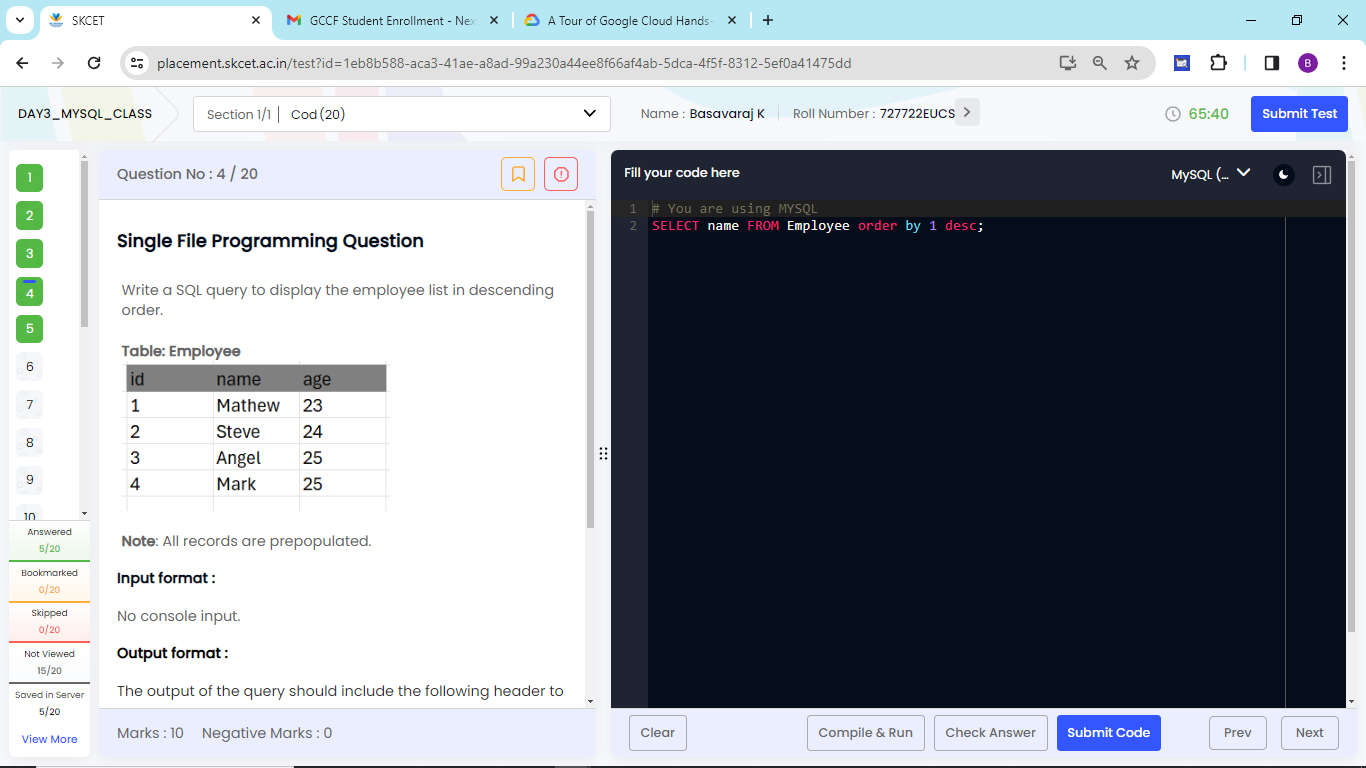 SKCET
GCCF Student Enrollment - Nex
A Tour of Google Cloud Hands-
placement.skcet.ac.in/test?id=1eb8b588-aca3-41ae-a8ad-99a230a44ee8f66af4ab-5dca-4f5f-8312-5ef0a41475dd
B
DAY3_MYSQL_CLASS
Section 1/1 | Cod (20)
Name : Basavaraj K
Roll Number : 727722EUCS
65:40
Submit Test
1
2
3
4
5
6
7
8
9
10
Answered
5/20
Bookmarked
0/20
Skipped
0/20
Not Viewed
15/20
Saved in Server
5/20
View More
Question No : 4 / 20
Single File Programming Question
Write a SQL query to display the employee list in descending
order.
Table: Employee
id name age
1 Mathew 23
2 Steve 24
3 Angel 25
4 Mark 25
Note: All records are prepopulated.
Input format :
No console input.
Output format :
The output of the query should include the following header to
Marks : 10 Negative Marks : 0
Fill your code here
MySQL (...
1 # You are using MYSQL
2 SELECT name FROM Employee order by 1 desc;
Clear
Compile & Run
Check Answer
Submit Code
Prev
Next